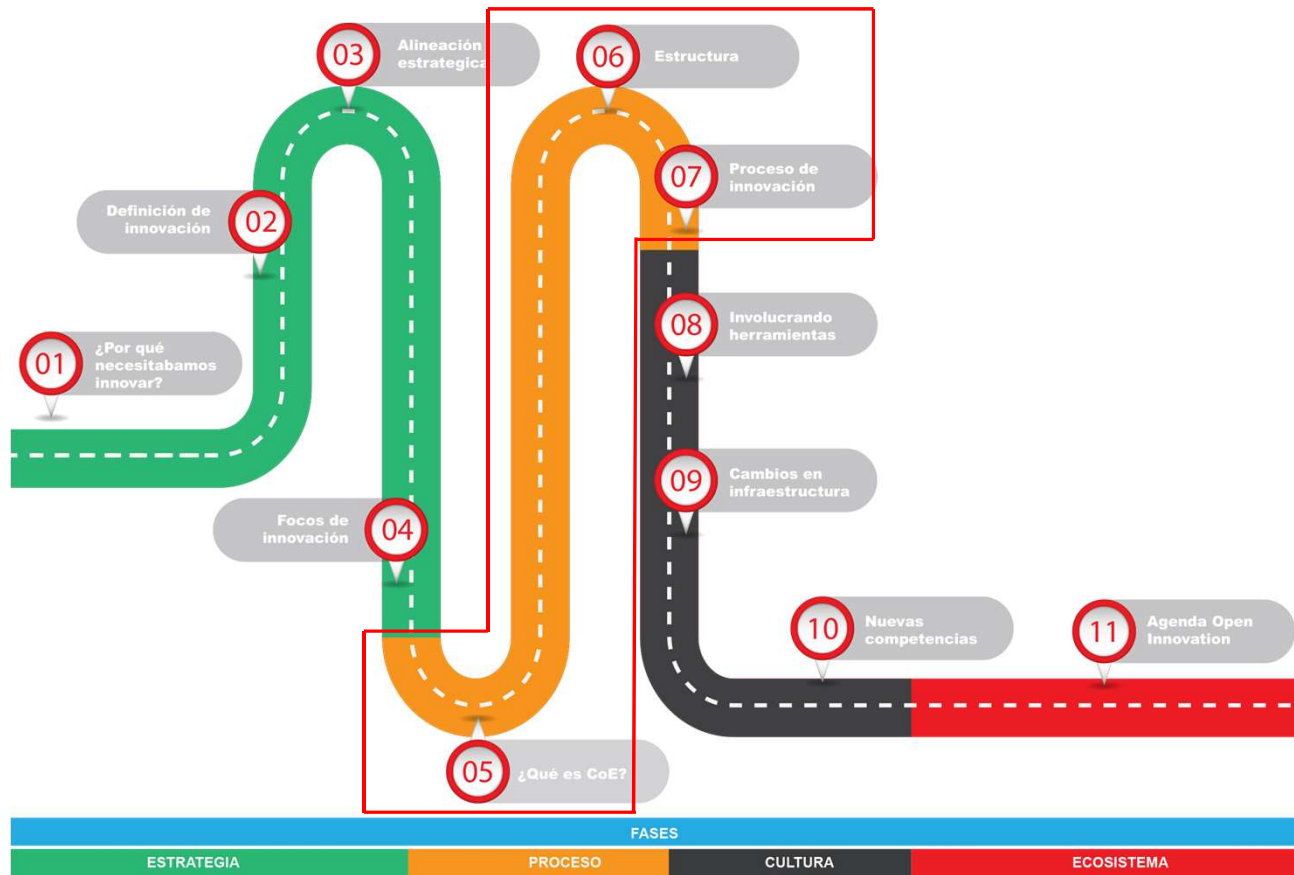 01
¿Por qué
necesitabamos
innovar?
02
Definición de
innovación
03
Alineación
estrategica
04
Focos de
innovación
05
¿Qué es CoE?
06
Estructura
07
Proceso de
innovación
08
Involucrando
herramientas
09
Cambios en
infraestructura
10
Nuevas
competencias
11
Agenda Open
Innovation
FASES
ESTRATEGIA
PROCESO
CULTURA
ECOSISTEMA